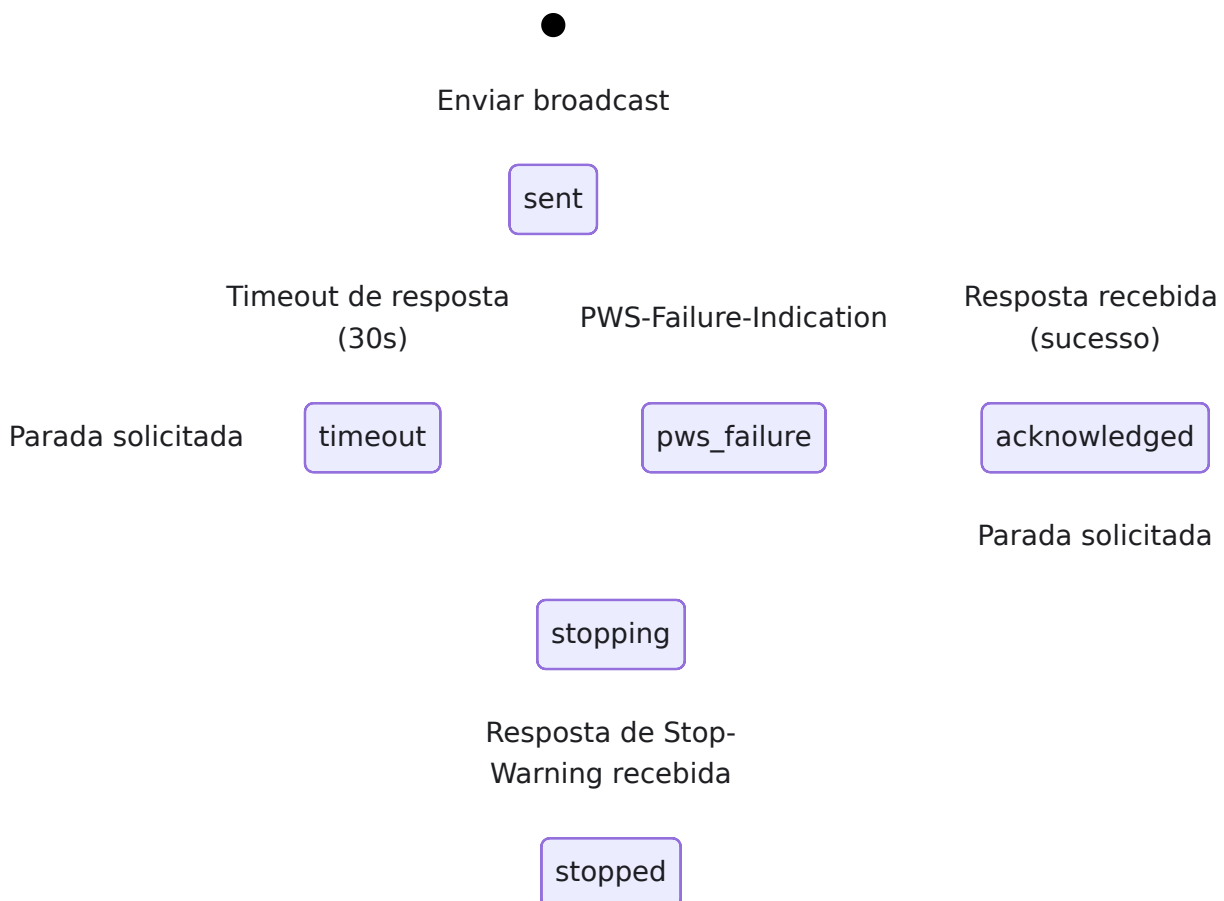 Enviar broadcast
sent
Timeout de resposta
(30s)
PWS-Failure-Indication
Resposta recebida
(sucesso)
Parada solicitada
timeout
pws_failure
acknowledged
Parada solicitada
stopping
Resposta de Stop-
Warning recebida
stopped